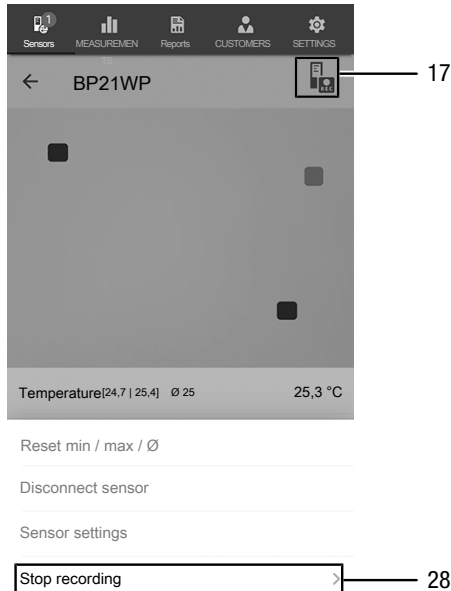 1
Sensors MEASUREMEN Reports CUSTOMERS SETTINGS
TS
BP21WP
REC
17
Temperature[24,7 | 25,4] Ø 25 25,3 °C
Reset min / max / Ø
Disconnect sensor
Sensor settings
Stop recording
28